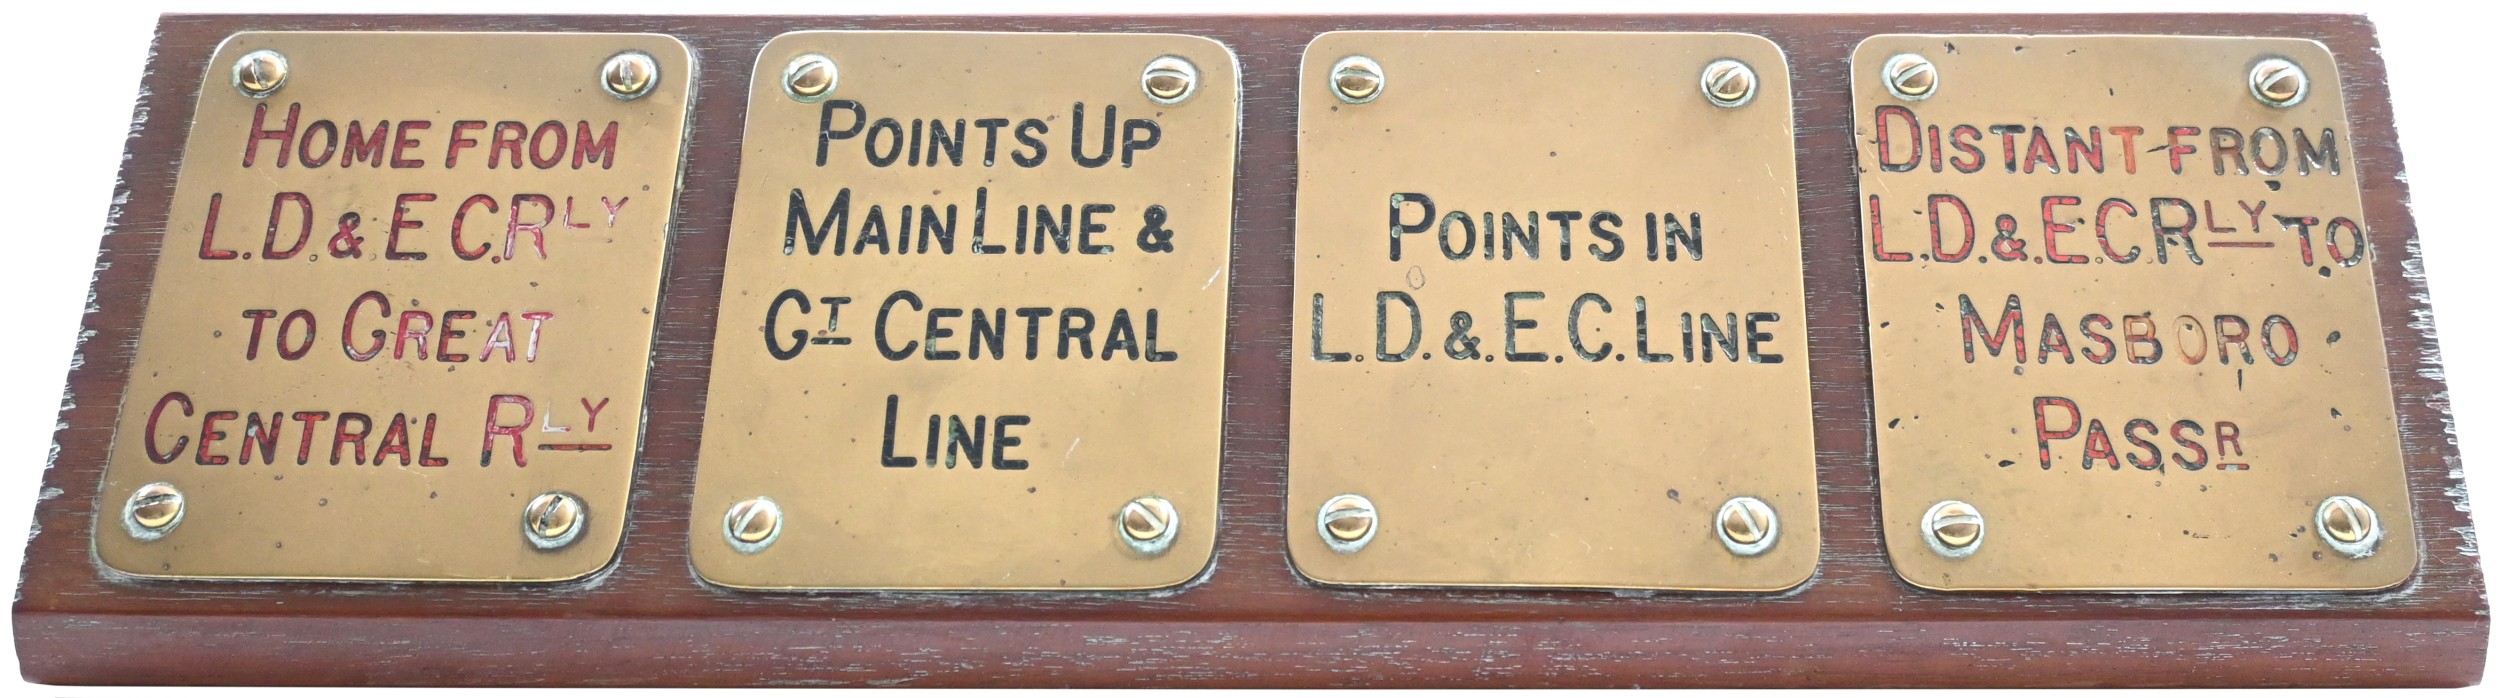 HOME FROM
L.D. & E C.RLY
TO GREAT
CENTRAL RLY
POINTS UP
MAIN LINE &
GT CENTRAL
LINE
POINTS IN
L.D.&.E.C.LINE
DISTANT FROM
L.D.&.E.C.RLY TO
MASBORO
PASSR